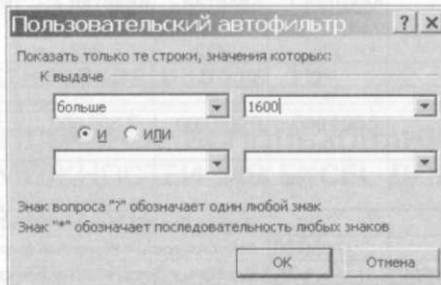 Пользовательский автофильтр ? ×
Показать только те строки, значения которых:
К выдаче
больше 1600
И ИЛИ
Знак вопроса "?" обозначает один любой знак
Знак "*" обозначает последовательность любых знаков
ОК Отмена